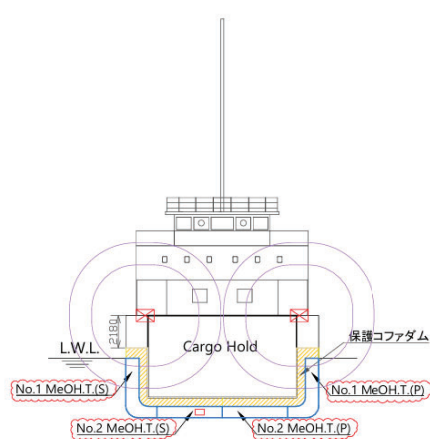 2180
L.W.L.
Cargo Hold
保護コファダム
No.1 MeOH.T.(S)
No.1 MeOH.T.(P)
No.2 MeOH.T.(S)
No.2 MeOH.T.(P)